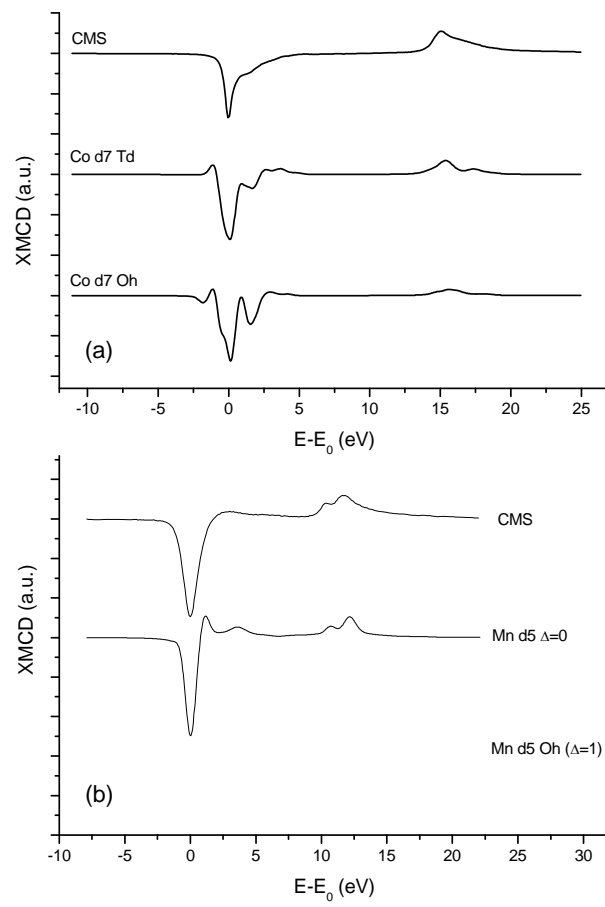 CMS
Co d7 Td
Co d7 Oh
XMCD (a.u.)
(a)
-10 -5 0 5 10 15 20 25
E-E₀ (eV)
CMS
Mn d5 Δ=0
Mn d5 Oh (Δ=1)
XMCD (a.u.)
(b)
-10 -5 0 5 10 15 20 25 30
E-E₀ (eV)